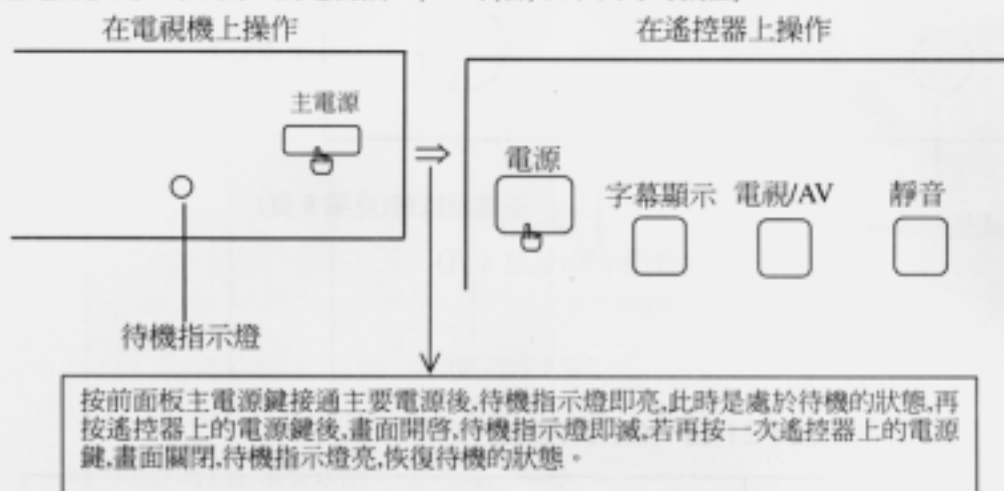 在電視機上操作
在遙控器上操作
主電源
電源
字幕顯示 電視/AV 靜音
待機指示燈
按前面板主電源鍵接通主要電源後,待機指示燈即亮,此時是處於待機的狀態,再
按遙控器上的電源鍵後,畫面開啓,待機指示燈即滅,若再按一次遙控器上的電源
鍵,畫面關閉,待機指示燈亮,恢復待機的狀態。